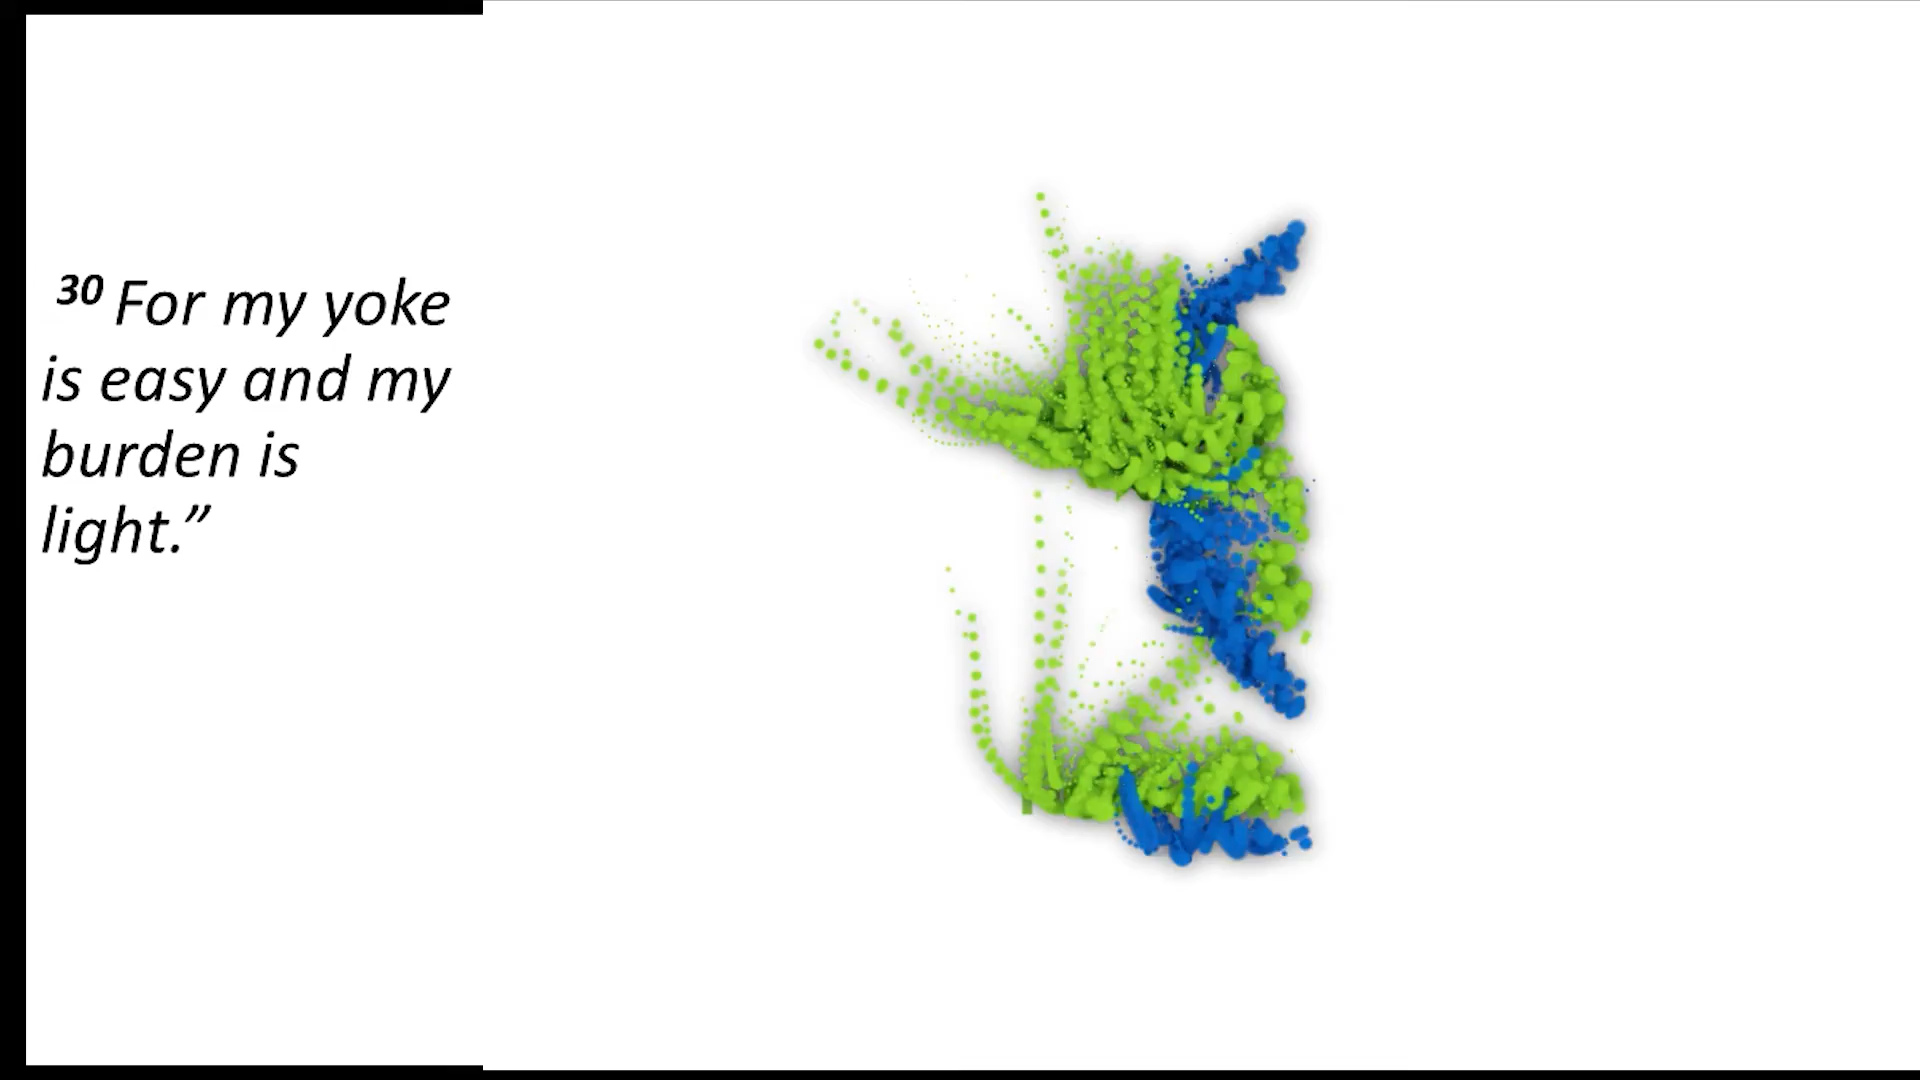 30 For my yoke
is easy and my
burden is
light.”